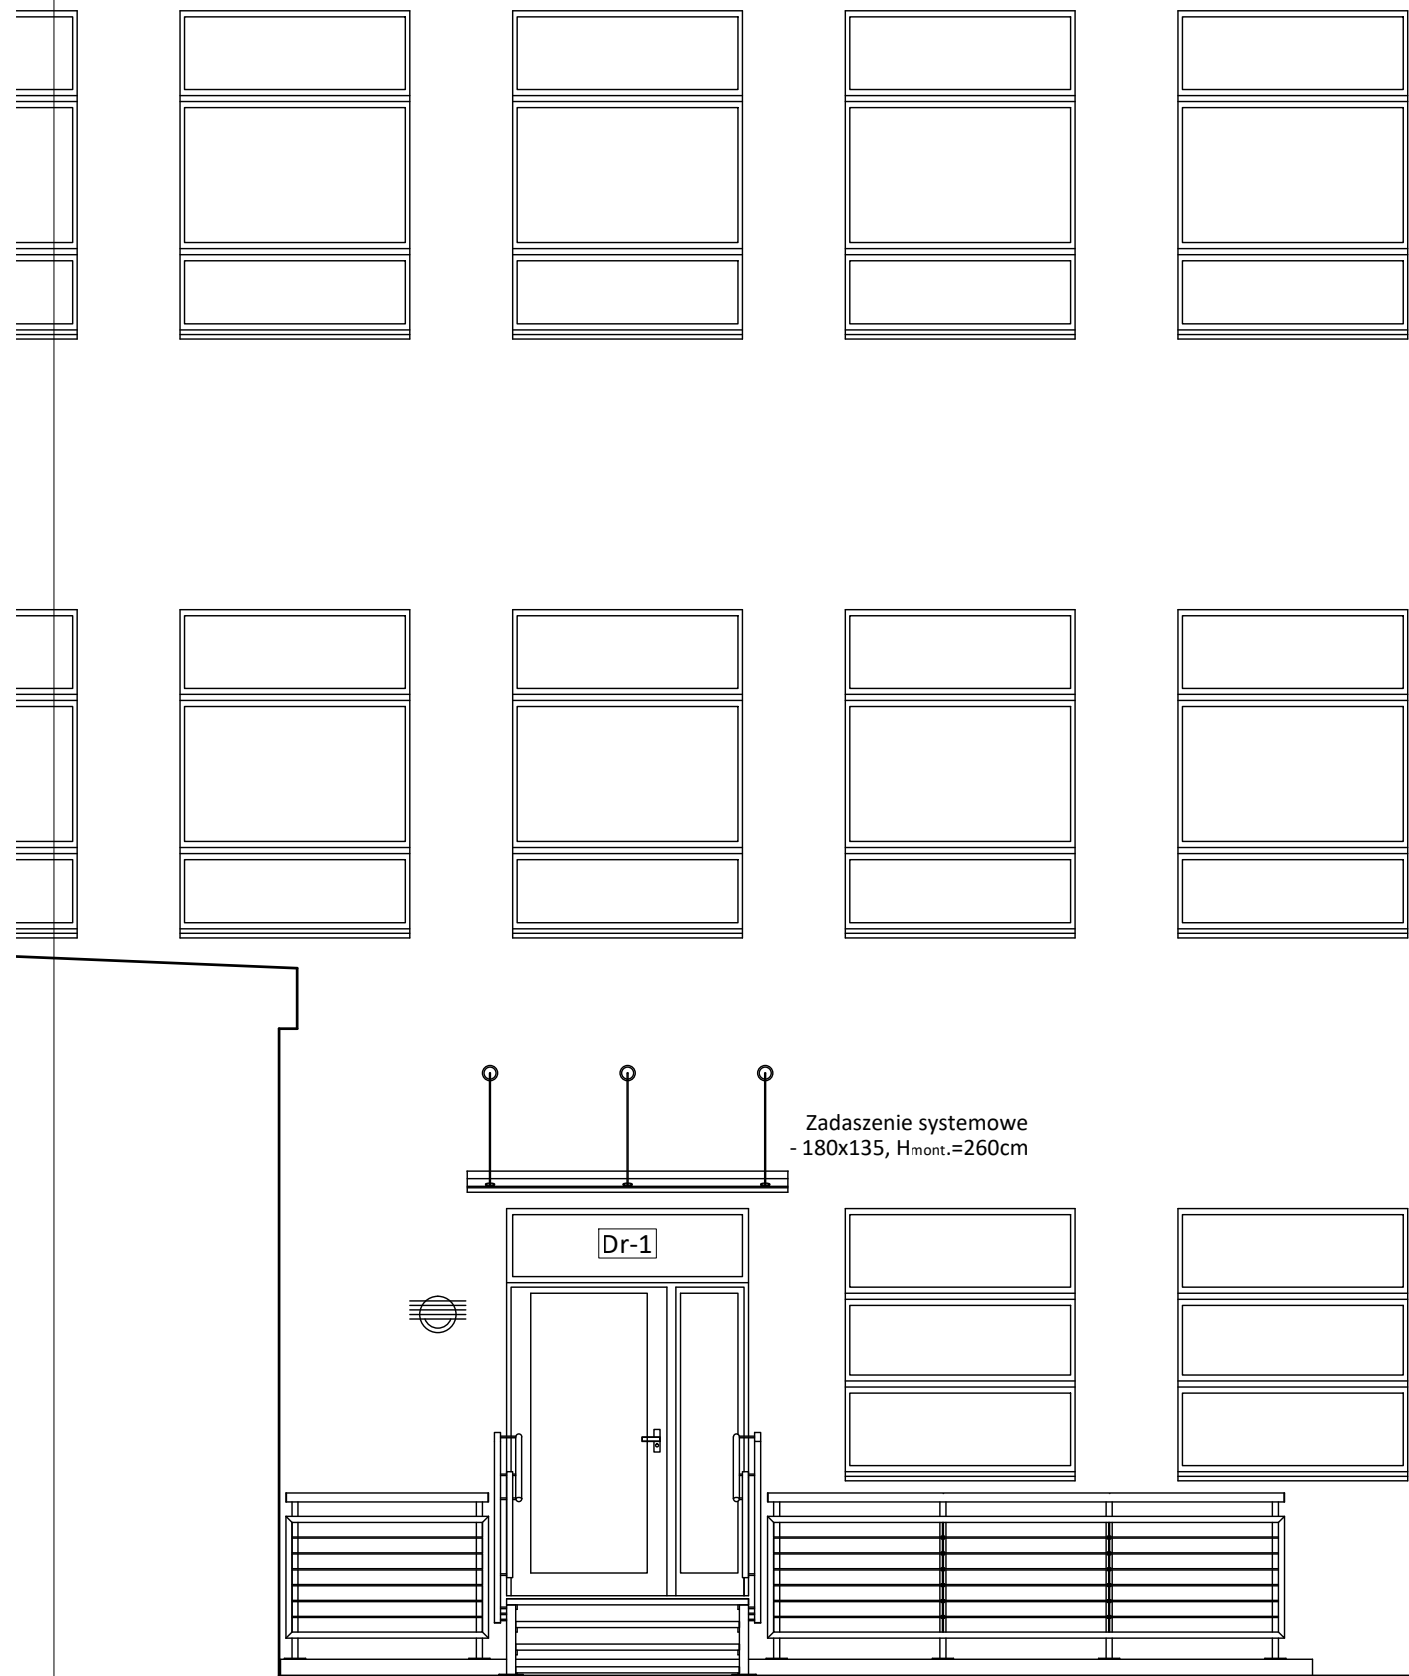 Zadaszenie systemowe
- 180x135, Hmont.=260cm
Dr-1